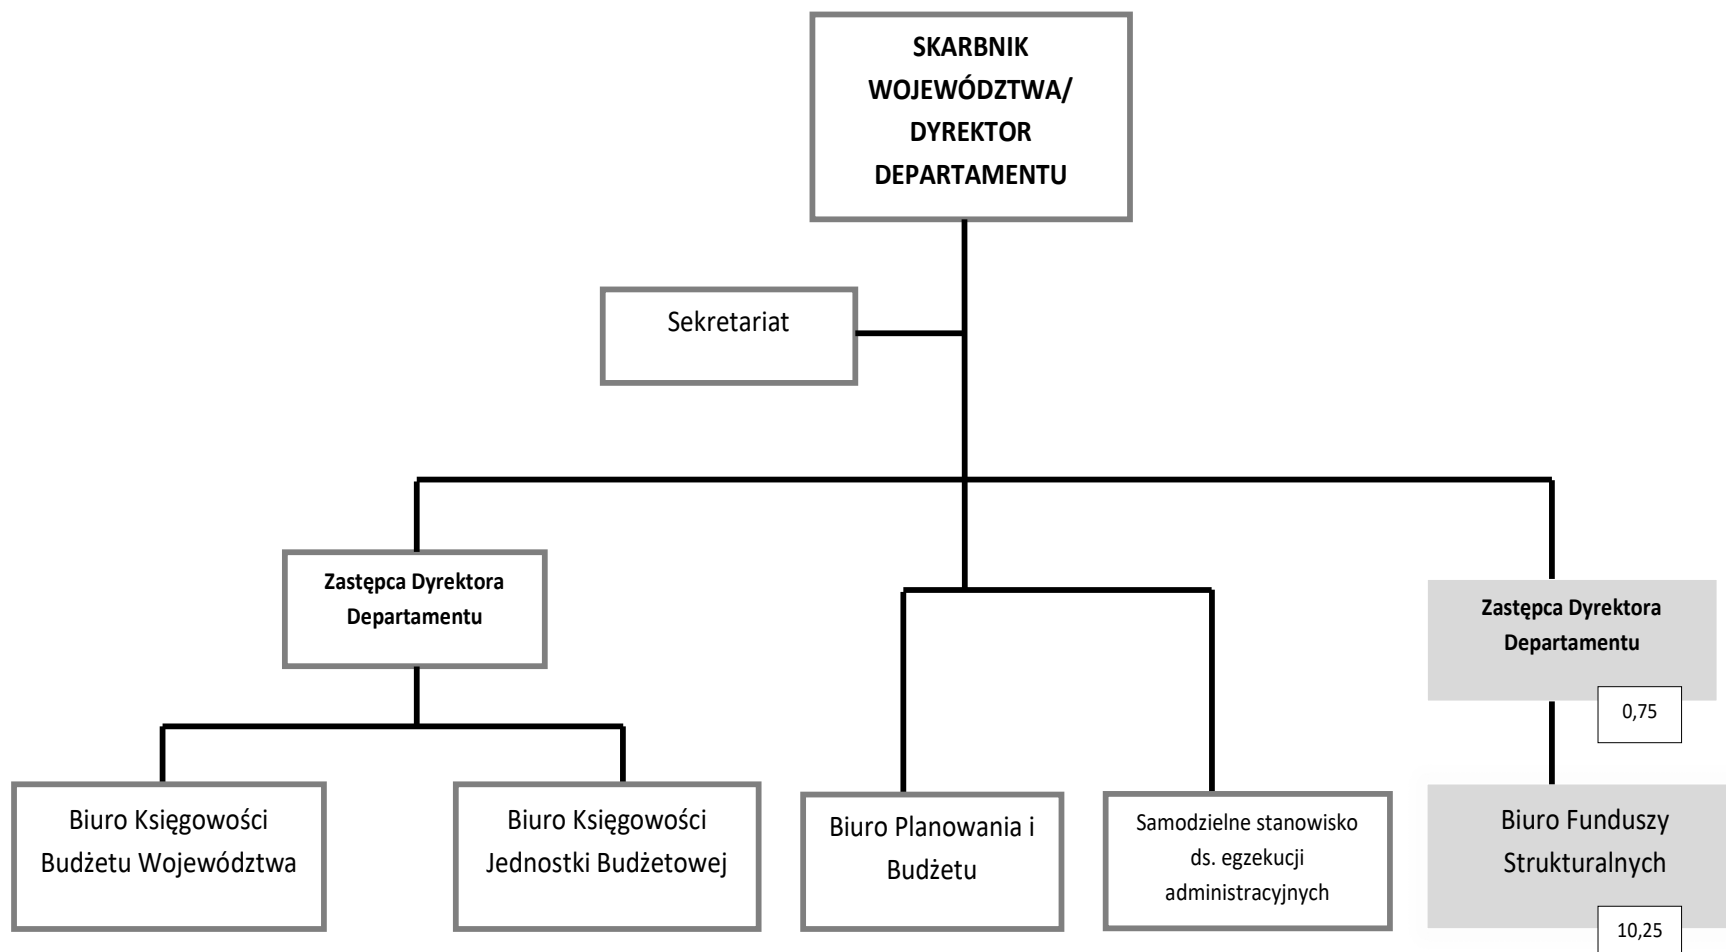 SKARBNIK
WOJEWÓDZTWA/
DYREKTOR
DEPARTAMENTU
Sekretariat
Zastępca Dyrektora
Departamentu
Zastępca Dyrektora
Departamentu
0,75
Biuro Księgowości
Budżetu Województwa
Biuro Księgowości
Jednostki Budżetowej
Biuro Planowania i
Budżetu
Samodzielne stanowisko
ds. egzekucji
administracyjnych
Biuro Funduszy
Strukturalnych
10,25